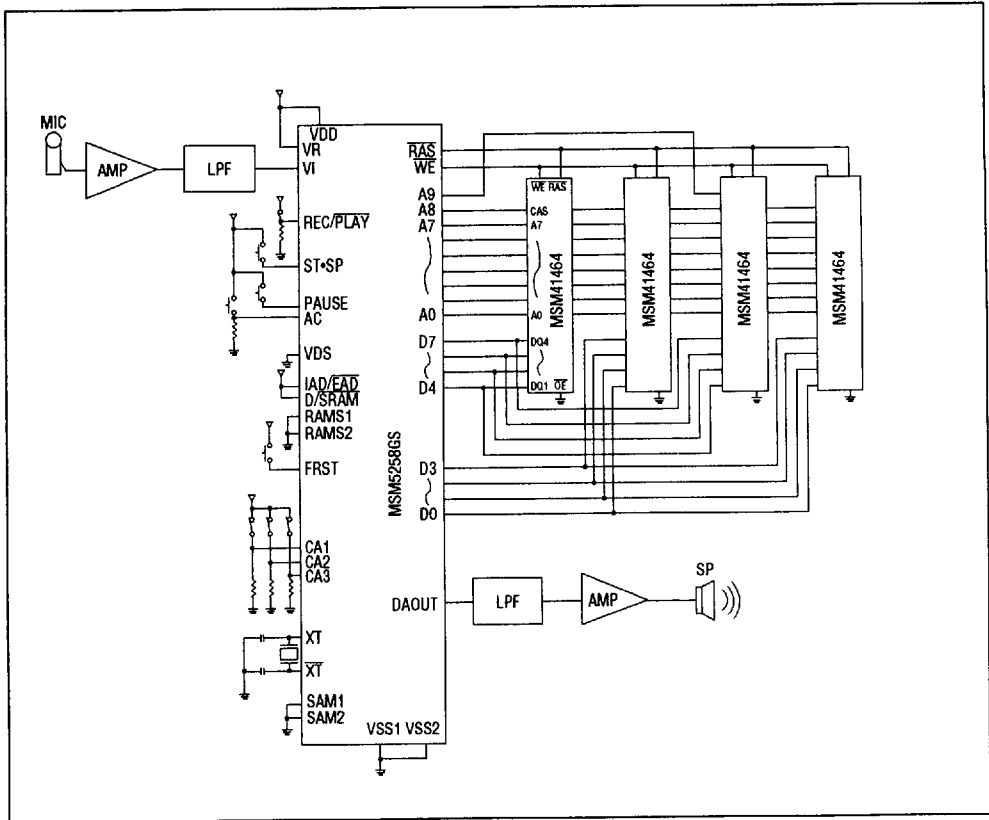 MIC
AMP
LPF
VDD
VR
VI
REC/PLAY
ST•SP
PAUSE
AC
VDS
IAD/EAD
D/SRAM
RAMS1
RAMS2
FRST
CA1
CA2
CA3
XT
XT
SAM1
SAM2
VSS1 VSS2
MSM5258GS
RAS
WE
A9
A8
A7
A0
D7
D4
D3
D0
DAOUT
WE RAS
CAS
A7
A0
DQ4
DQ1 OE
MSM41464
MSM41464
MSM41464
MSM41464
LPF
AMP
SP